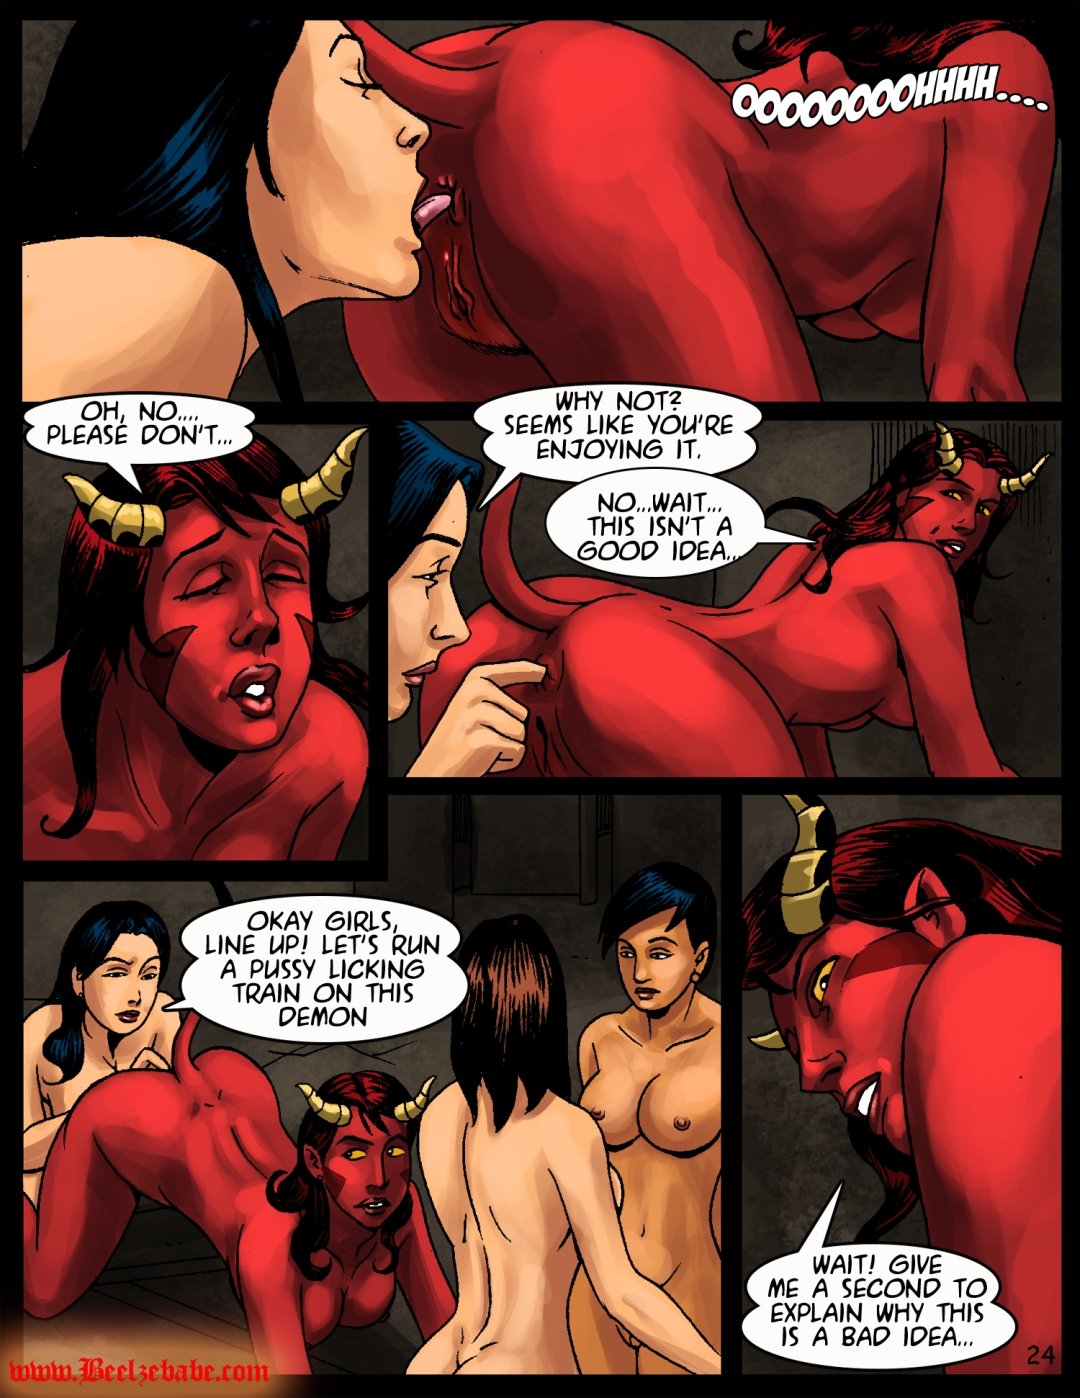 OOOOOOOOHHHH....
OH, NO....
PLEASE DON'T...
WHY NOT?
SEEMS LIKE YOU'RE
ENJOYING IT.
NO...WAIT...
THIS ISN'T A
GOOD IDEA...
OKAY GIRLS,
LINE UP! LET'S RUN
A PUSSY LICKING
TRAIN ON THIS
DEMON
WAIT! GIVE
ME A SECOND TO
EXPLAIN WHY THIS
IS A BAD IDEA...
24
www.Beelzebabe.com